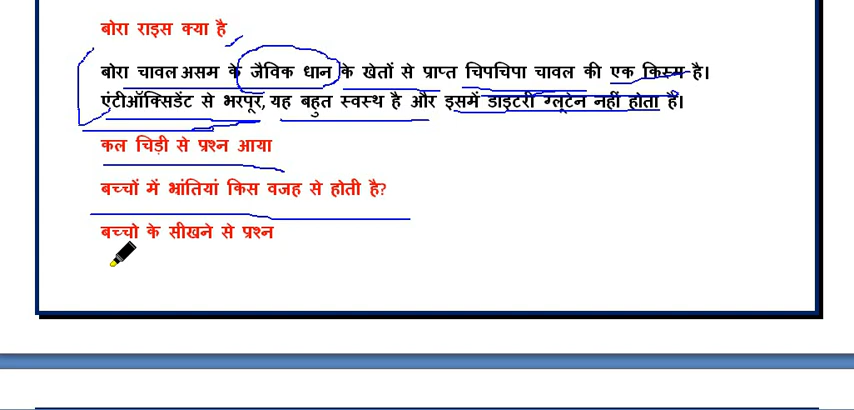 बोरा राइस क्या है
बोरा चावल असम के जैविक धान के खेतों से प्राप्त चिपचिपा चावल की एक किस्म है।
एंटीऑक्सिडेंट से भरपूर, यह बहुत स्वस्थ है और इसमें डाइटरी ग्लूटेन नहीं होता है।
कल चिड़ी से प्रश्न आया
बच्चों में भ्रांतियां किस वजह से होती है?
बच्चो के सीखने से प्रश्न